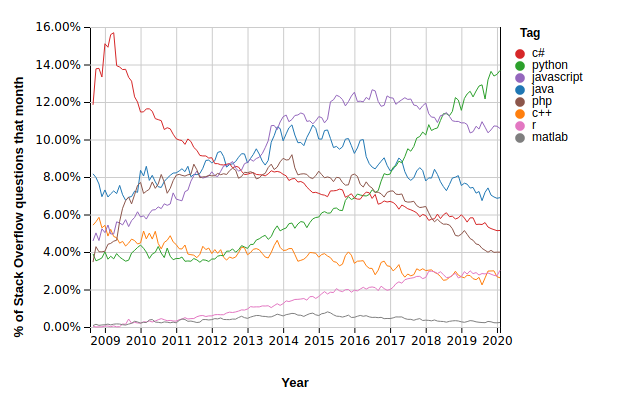 % of Stack Overflow questions that month
16.00%
14.00%
12.00%
10.00%
8.00%
6.00%
4.00%
2.00%
0.00%
2009 2010 2011 2012 2013 2014 2015 2016 2017 2018 2019 2020
Year
Tag
c#
python
javascript
java
php
c++
r
matlab